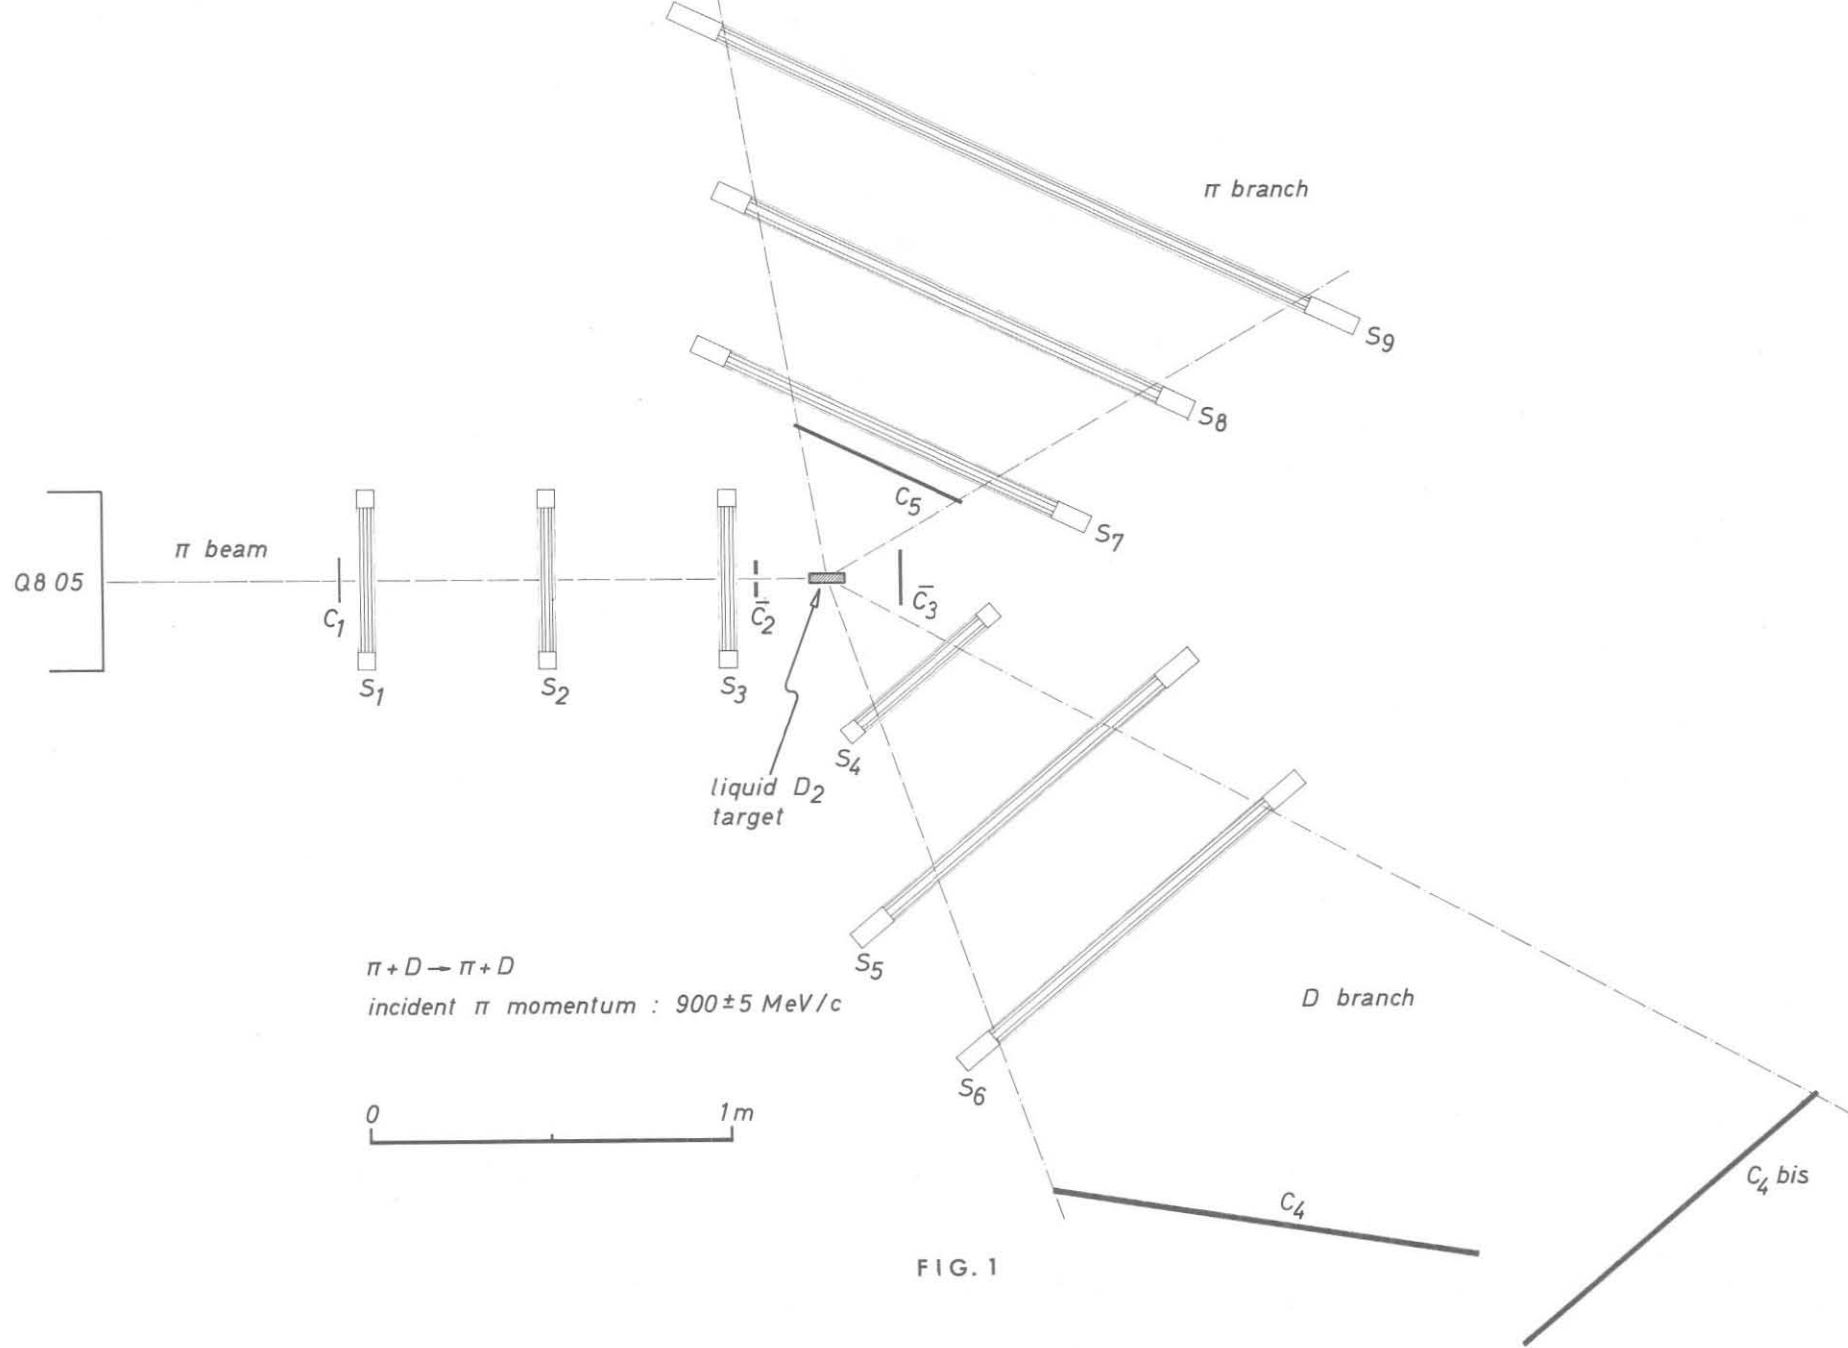 π branch
S9
S8
C5
S7
π beam
Q8 05
C1
C̅2
C̅3
S1
S2
S3
S4
liquid D2
target
S5
π + D → π + D
incident π momentum : 900 ± 5 MeV/c
D branch
S6
0 1m
C4 bis
C4
FIG. 1